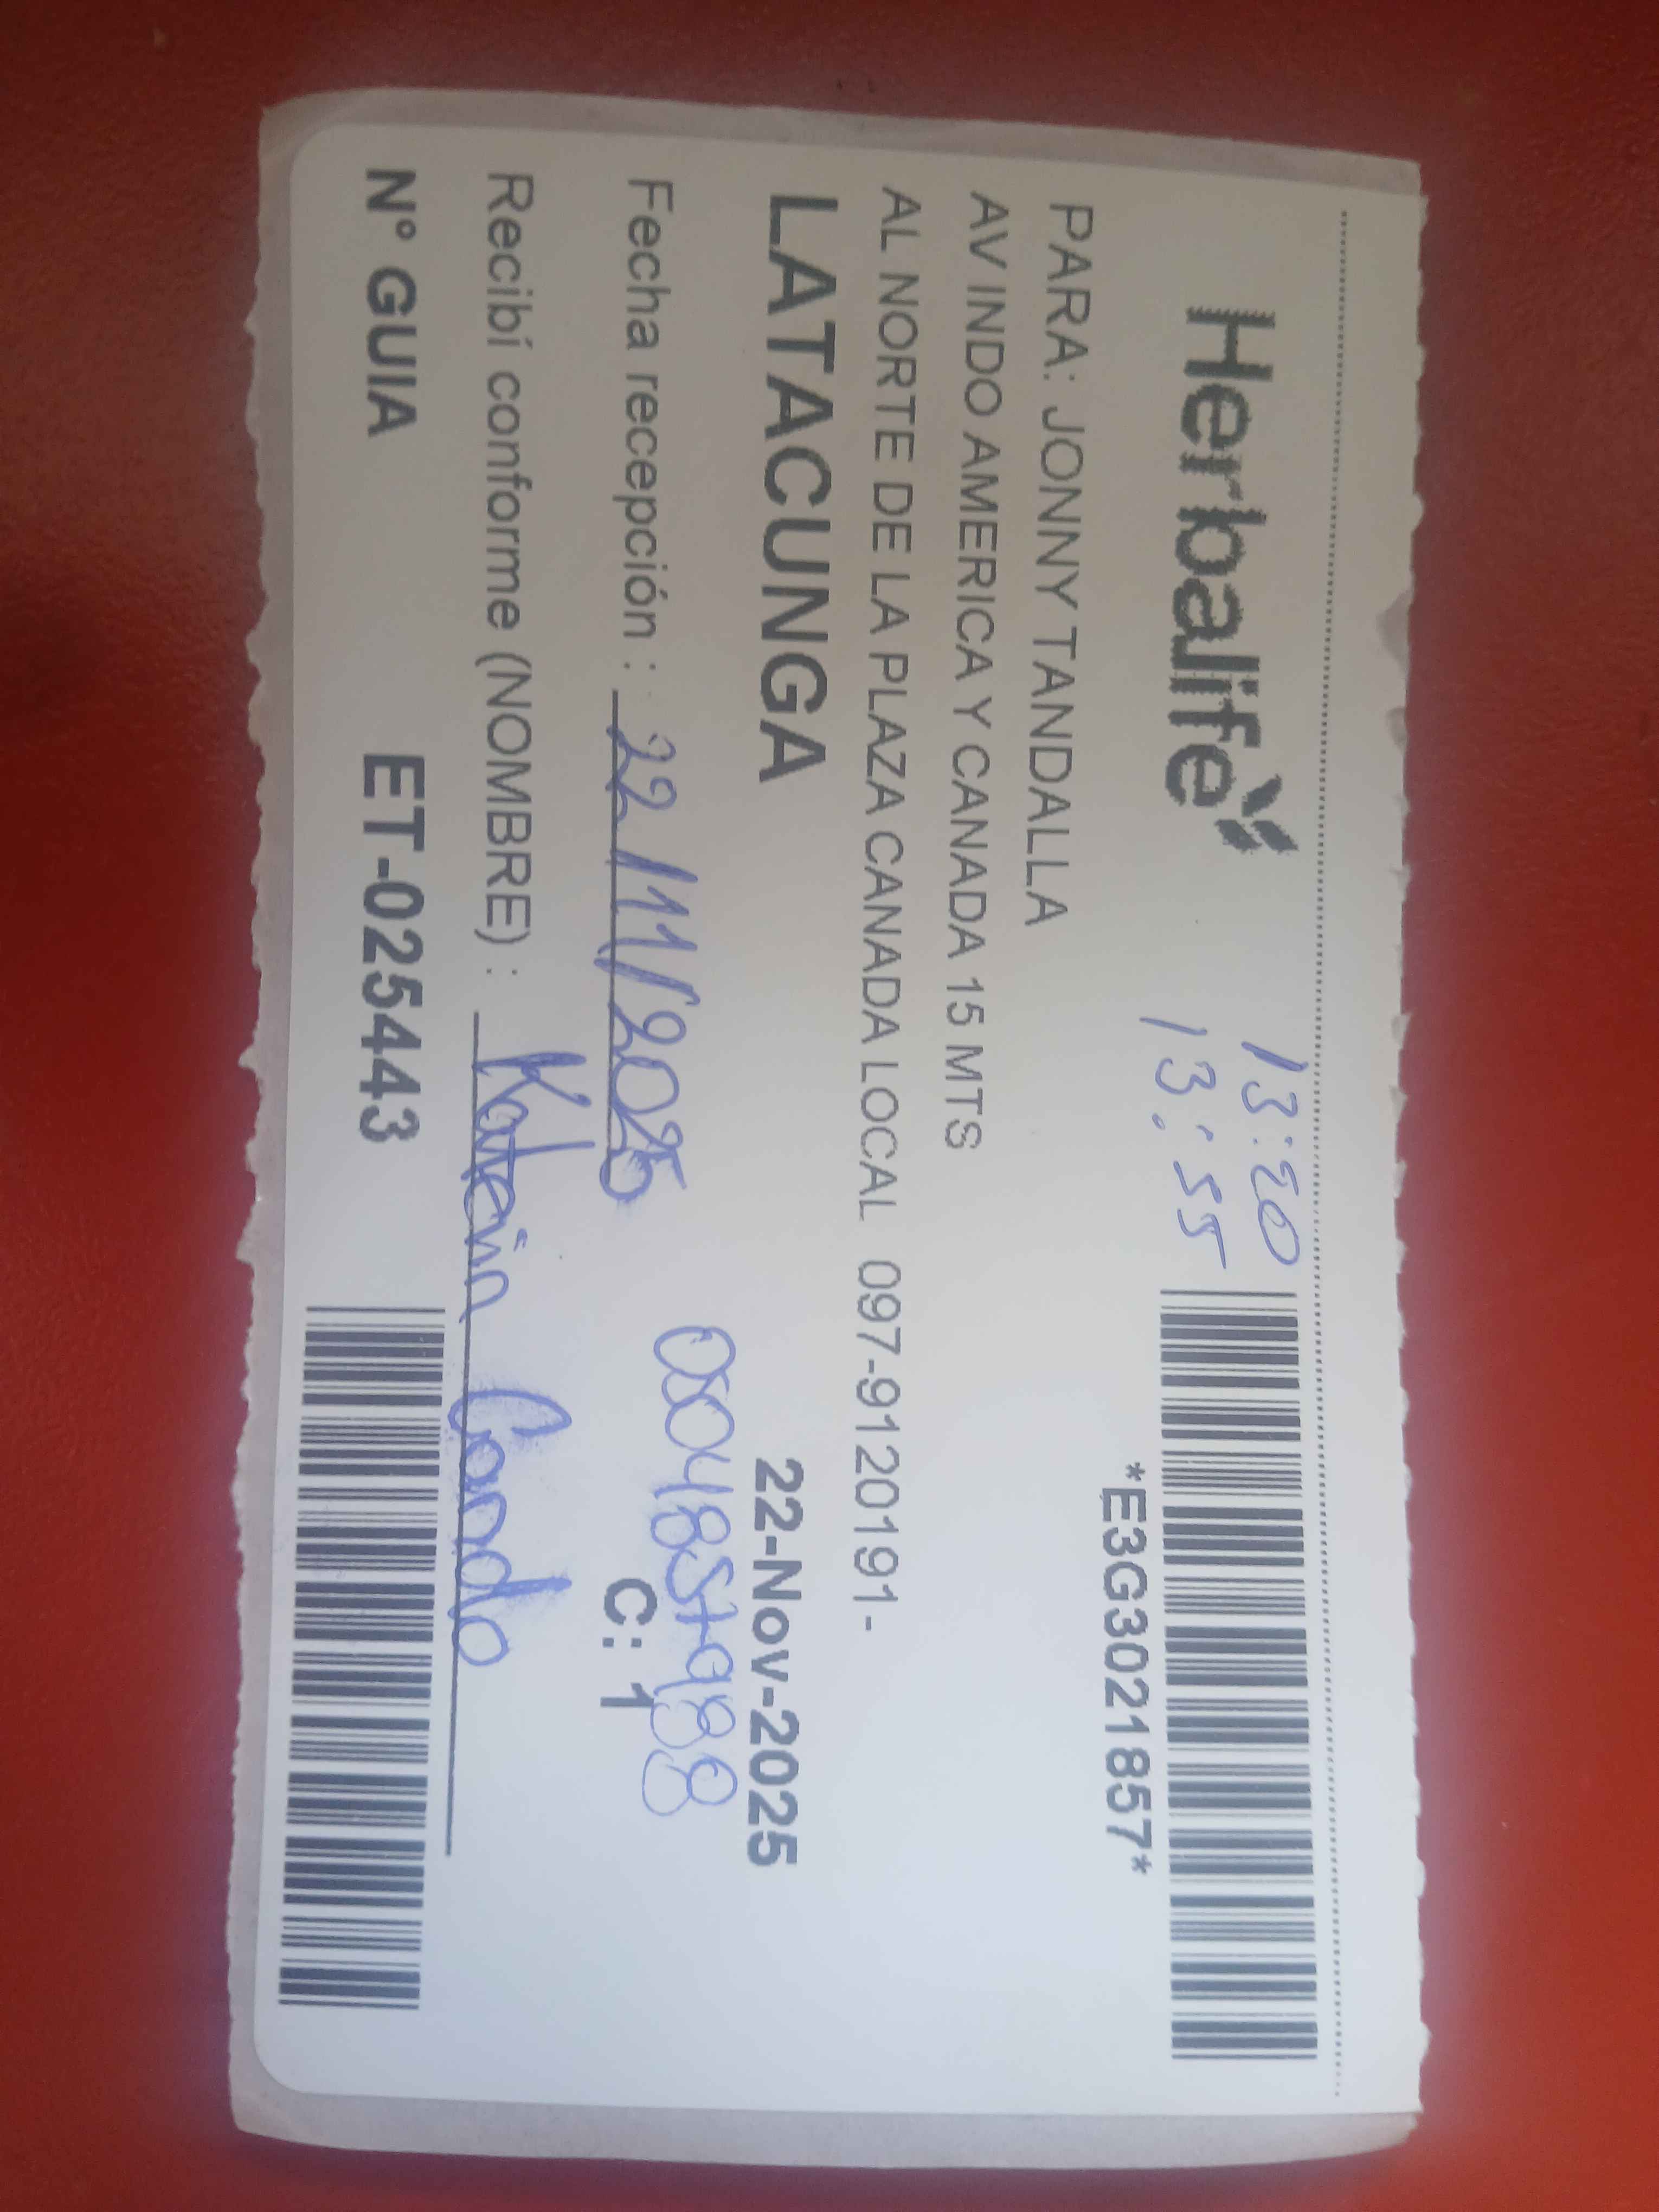 Herbalife
13:20
13:55
*E3G3021857*
PARA: JONNY TANDALLA
AV INDO AMERICA Y CANADA 15 MTS
AL NORTE DE LA PLAZA CANADA LOCAL 097-9120191-
LATACUNGA 22-Nov-2025
Fecha recepción : 22/11/2025 C: 1
Recibí conforme (NOMBRE) : Katerin Cando
N° GUIA ET-025443